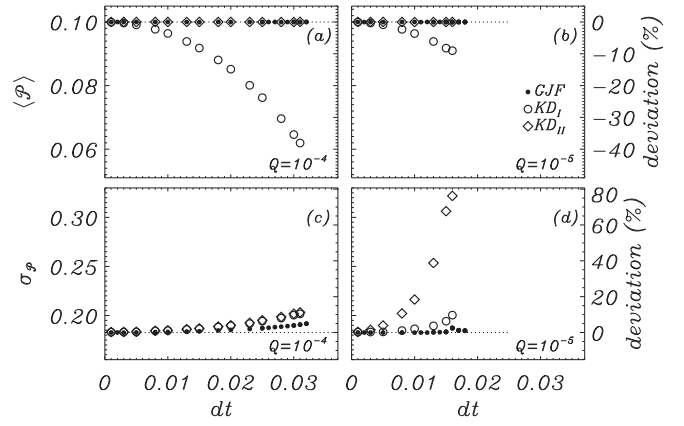 0.10
0.08
0.06
⟨𝒫⟩
(a)
Q=10⁻⁴
(b)
GJF
KD_I
KD_II
Q=10⁻⁵
0
−10
−20
−30
−40
deviation (%)
0.30
0.25
0.20
σ_𝒫
(c)
Q=10⁻⁴
(d)
Q=10⁻⁵
80
60
40
20
0
deviation (%)
0 0.01 0.02 0.03
0 0.01 0.02 0.03
dt
dt